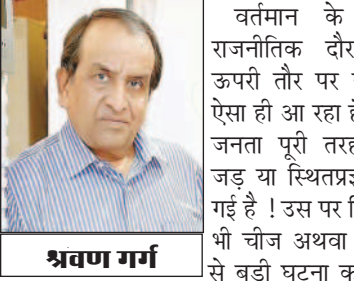 वर्तमान के
राजनीतिक दौर
ऊपरी तौर पर
ऐसा ही आ रहा
जनता पूरी तरह
जड़ या स्थितप्रज्ञ
गई है ! उस पर
भी चीज अथवा
से बड़ी घटना
श्रवण गर्ग